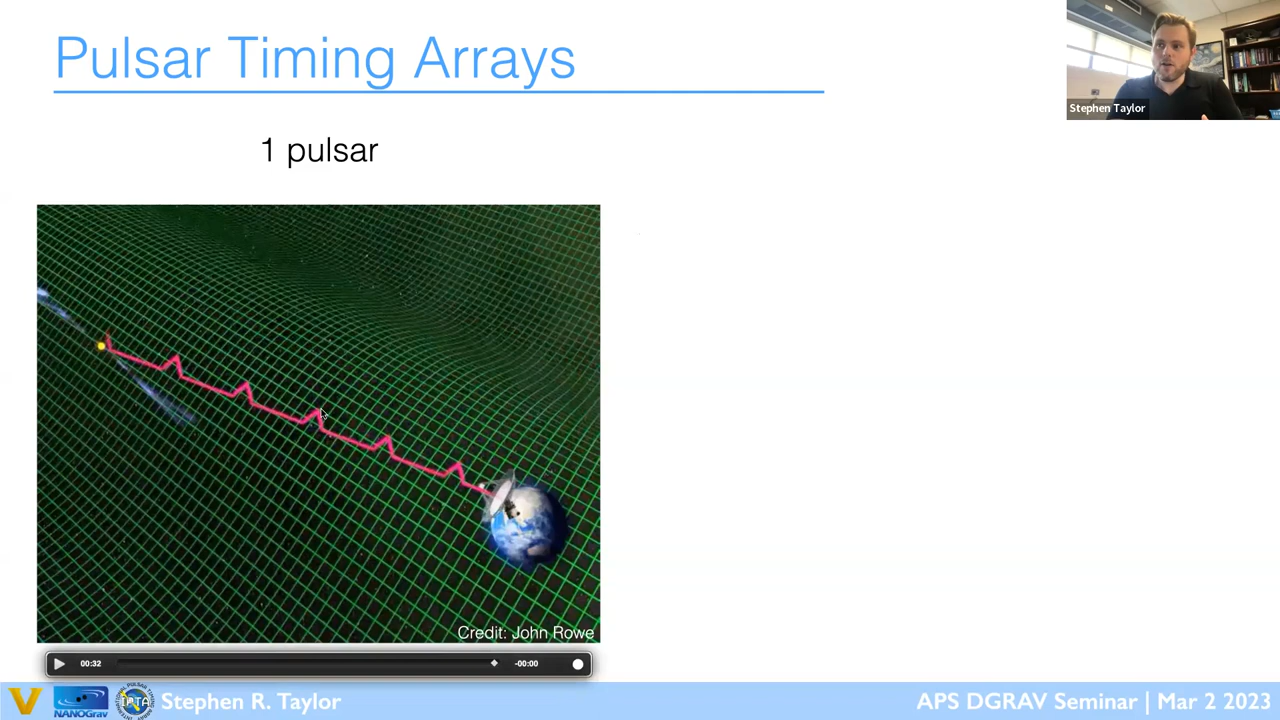 Pulsar Timing Arrays
Stephen Taylor
1 pulsar
Credit: John Rowe
00:32
-00:00
NANOGrav
IPTA
Stephen R. Taylor
APS DGRAV Seminar | Mar 2 2023